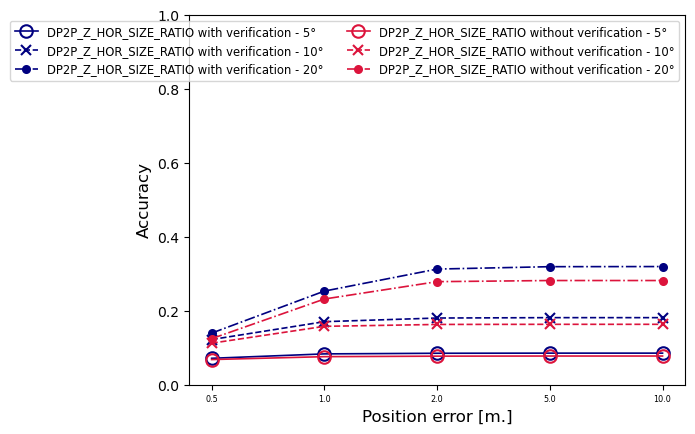 1.0
DP2P_Z_HOR_SIZE_RATIO with verification - 5°
DP2P_Z_HOR_SIZE_RATIO with verification - 10°
DP2P_Z_HOR_SIZE_RATIO with verification - 20°
DP2P_Z_HOR_SIZE_RATIO without verification - 5°
DP2P_Z_HOR_SIZE_RATIO without verification - 10°
DP2P_Z_HOR_SIZE_RATIO without verification - 20°
0.8
0.6
0.4
0.2
0.0
Accuracy
0.5 1.0 2.0 5.0 10.0
Position error [m.]